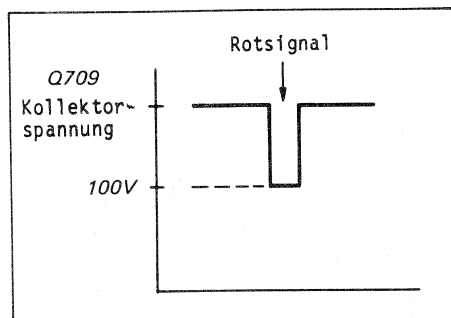 Rotsignal
Q709
Kollektor-
spannung
100V